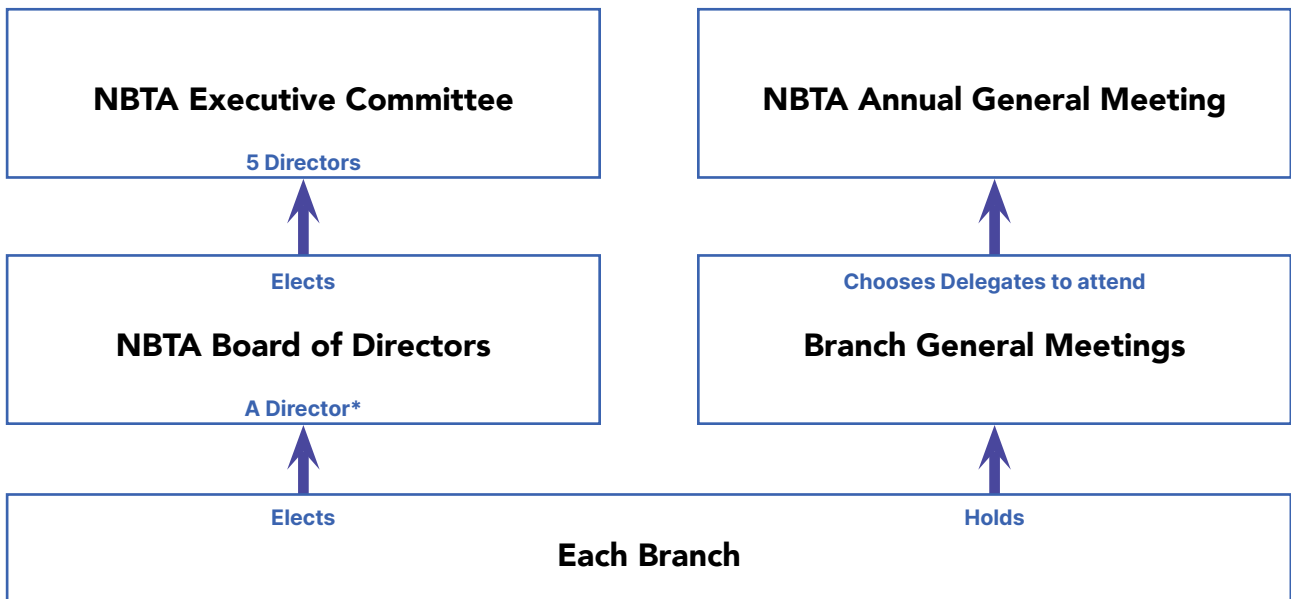 NBTA Executive Committee
5 Directors
NBTA Annual General Meeting
Elects
NBTA Board of Directors
A Director*
Chooses Delegates to attend
Branch General Meetings
Elects
Holds
Each Branch